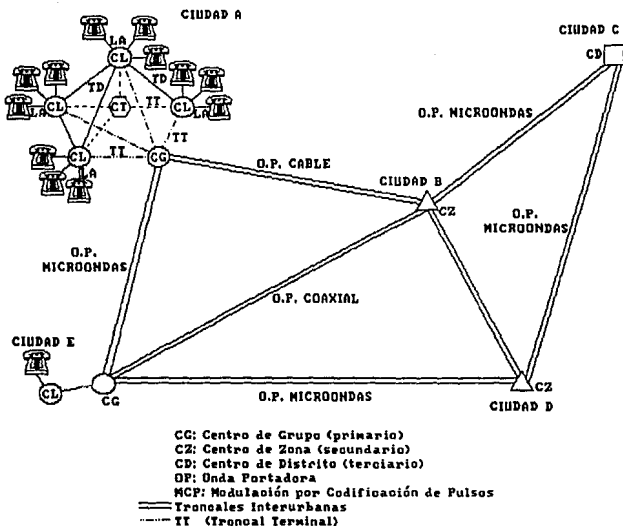 CIUDAD A
CIUDAD C
LA
CL
CD
TD
TD
CL
CT
TT
CL
LA
LA
O.P. MICROONDAS
TT
CL
TT
CG
LA
O.P. CABLE
CIUDAD B
CZ
O.P.
MICROONDAS
O.P.
MICROONDAS
O.P. COAXIAL
CIUDAD E
CL
CG
O.P. MICROONDAS
CZ
CIUDAD D
CG: Centro de Grupo (primario)
CZ: Centro de Zona (secundario)
CD: Centro de Distrito (terciario)
OP: Onda Portadora
MCP: Modulación por Codificación de Pulsos
Troncales Interurbanas
TT (Troncal Terminal)